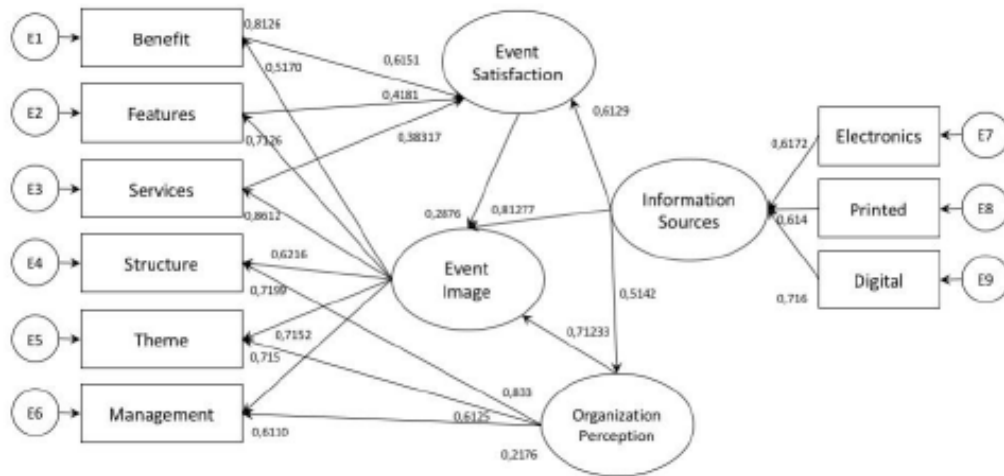 E1
Benefit
0,8126
0,5170
0,6151
Event
Satisfaction
E2
Features
0,4181
0,7126
0,38317
0,6129
Electronics
E7
0,6172
E3
Services
0,8612
0,2876
0,81277
Information
Sources
Printed
E8
0,614
E4
Structure
0,6216
0,7199
Event
Image
Digital
E9
0,716
0,5142
E5
Theme
0,7152
0,715
0,71233
E6
Management
0,6110
0,833
0,6125
0,2176
Organization
Perception